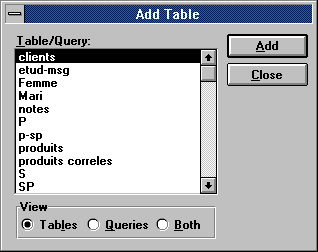 Add Table
Table/Query:
clients
etud-msg
Femme
Mari
notes
P
p-sp
produits
produits correles
S
SP
Add
Close
View
Tables Queries Both